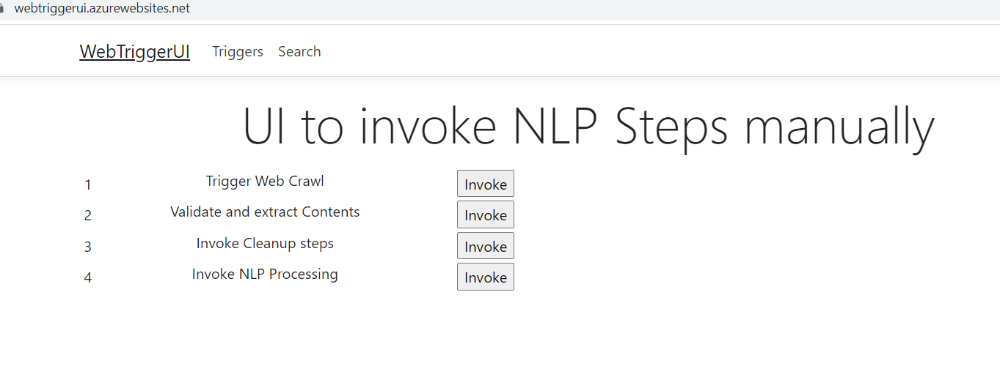 webtriggerui.azurewebsites.net
WebTriggerUI Triggers Search
UI to invoke NLP Steps manually
1 Trigger Web Crawl Invoke
2 Validate and extract Contents Invoke
3 Invoke Cleanup steps Invoke
4 Invoke NLP Processing Invoke